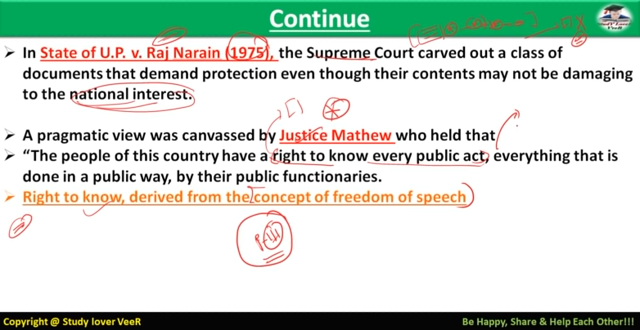 Continue
➢ In State of U.P. v. Raj Narain (1975), the Supreme Court carved out a class of
documents that demand protection even though their contents may not be damaging
to the national interest.
➢ A pragmatic view was canvassed by Justice Mathew who held that
➢ “The people of this country have a right to know every public act, everything that is
done in a public way, by their public functionaries.
➢ Right to know, derived from the concept of freedom of speech
Copyright @ Study lover VeeR
Be Happy, Share & Help Each Other!!!